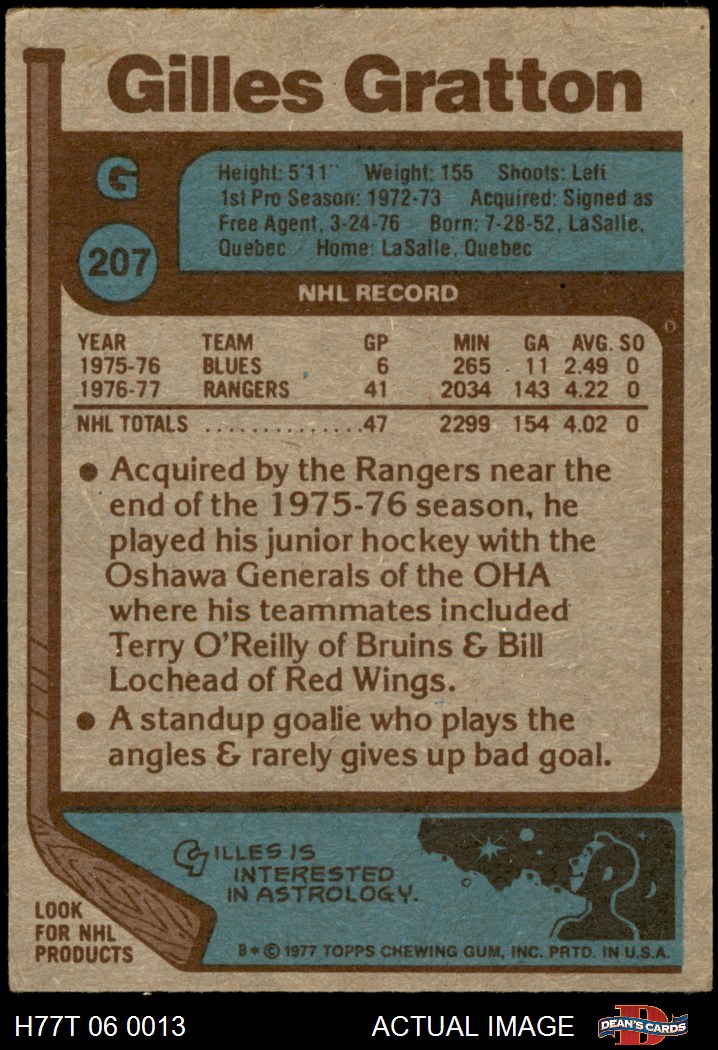 Gilles Gratton
G
207
Height: 5'11" Weight: 155 Shoots: Left
1st Pro Season: 1972-73 Acquired: Signed as
Free Agent, 3-24-76 Born: 7-28-52, LaSalle,
Quebec Home: LaSalle, Quebec
NHL RECORD
YEAR TEAM GP MIN GA AVG. SO
1975-76 BLUES 6 265 11 2.49 0
1976-77 RANGERS 41 2034 143 4.22 0
NHL TOTALS ..............47 2299 154 4.02 0
● Acquired by the Rangers near the
end of the 1975-76 season, he
played his junior hockey with the
Oshawa Generals of the OHA
where his teammates included
Terry O'Reilly of Bruins & Bill
Lochead of Red Wings.
● A standup goalie who plays the
angles & rarely gives up bad goal.
GILLES IS
INTERESTED
IN ASTROLOGY.
LOOK
FOR NHL
PRODUCTS
B * © 1977 TOPPS CHEWING GUM, INC. PRTD. IN U.S.A.
H77T 06 0013 ACTUAL IMAGE
D
DEAN'S CARDS